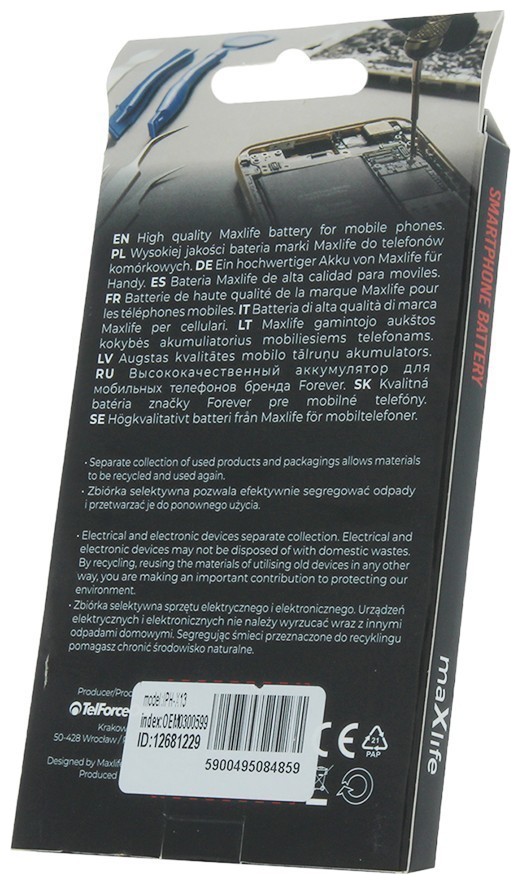 EN High quality Maxlife battery for mobile phones.
PL Wysokiej jakości bateria marki Maxlife do telefonów
komórkowych. DE Ein hochwertiger Akku von Maxlife für
Handy. ES Bateria Maxlife de alta calidad para moviles.
FR Batterie de haute qualité de la marque Maxlife pour
les téléphones mobiles. IT Batteria di alta qualità di marca
Maxlife per cellulari. LT Maxlife gamintojo aukštos
kokybės akumuliatorius mobiliesiems telefonams.
LV Augstas kvalitātes mobilo tālruņu akumulators.
RU Высококачественный аккумулятор для
мобильных телефонов бренда Forever. SK Kvalitná
batéria značky Forever pre mobilné telefóny.
SE Högkvalitativt batteri från Maxlife för mobiltelefoner.
• Separate collection of used products and packagings allows materials
to be recycled and used again.
• Zbiórka selektywna pozwala efektywnie segregować odpady
i przetwarzać je do ponownego użycia.
• Electrical and electronic devices separate collection. Electrical and
electronic devices may not be disposed of with domestic wastes.
By recycling, reusing the materials of utilising old devices in any other
way, you are making an important contribution to protecting our
environment.
• Zbiórka selektywna sprzętu elektrycznego i elektronicznego. Urządzeń
elektrycznych i elektronicznych nie należy wyrzucać wraz z innymi
odpadami domowymi. Segregując śmieci przeznaczone do recyklingu
pomagasz chronić środowisko naturalne.
Producer/Produ
TelForce
Krakow
50-428 Wrocław / P
Designed by Maxlife
Produced
model: IPH-X13
index:OEM0300599
ID:12681229
5900495084859
CE
21
PAP
SMARTPHONE BATTERY
maXlife